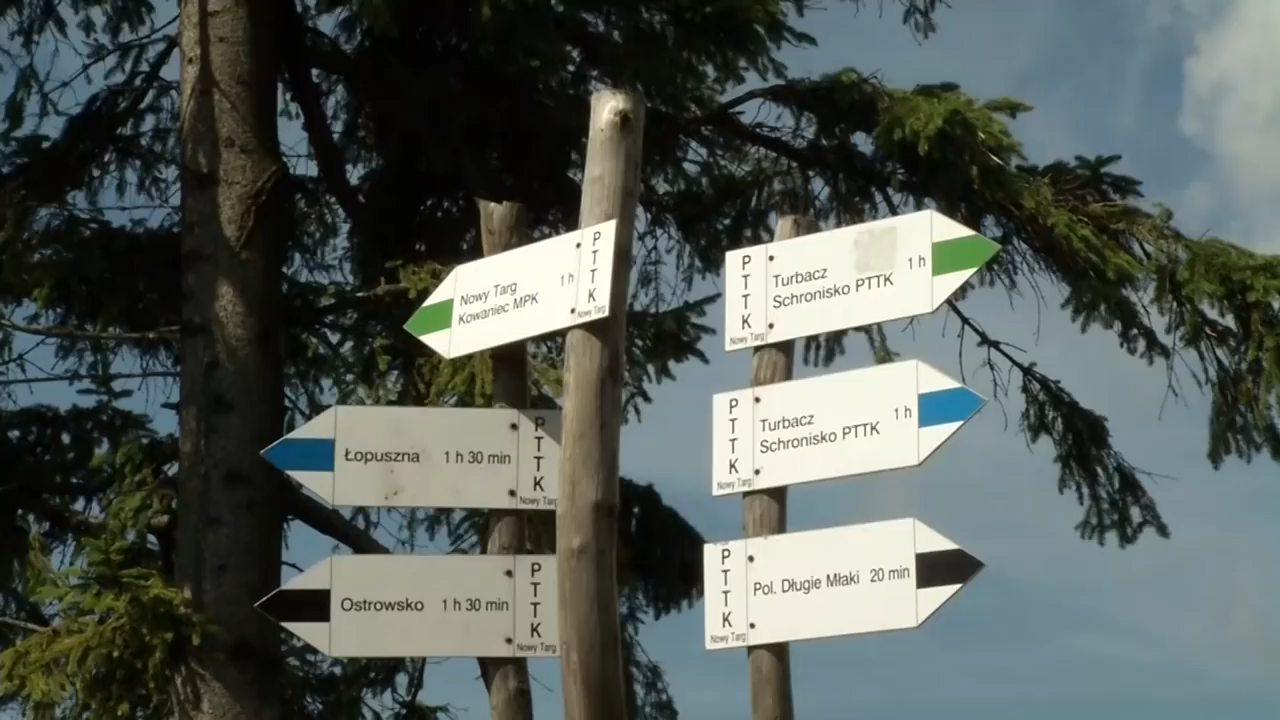 Nowy Targ
Kowaniec MPK
1 h
PTTK
Nowy Targ
PTTK
Nowy Targ
Turbacz
Schronisko PTTK
1 h
Łopuszna 1 h 30 min
PTTK
Nowy Targ
PTTK
Nowy Targ
Turbacz
Schronisko PTTK
1 h
Ostrowsko 1 h 30 min
PTTK
Nowy Targ
PTTK
Nowy Targ
Pol. Długie Młaki 20 min